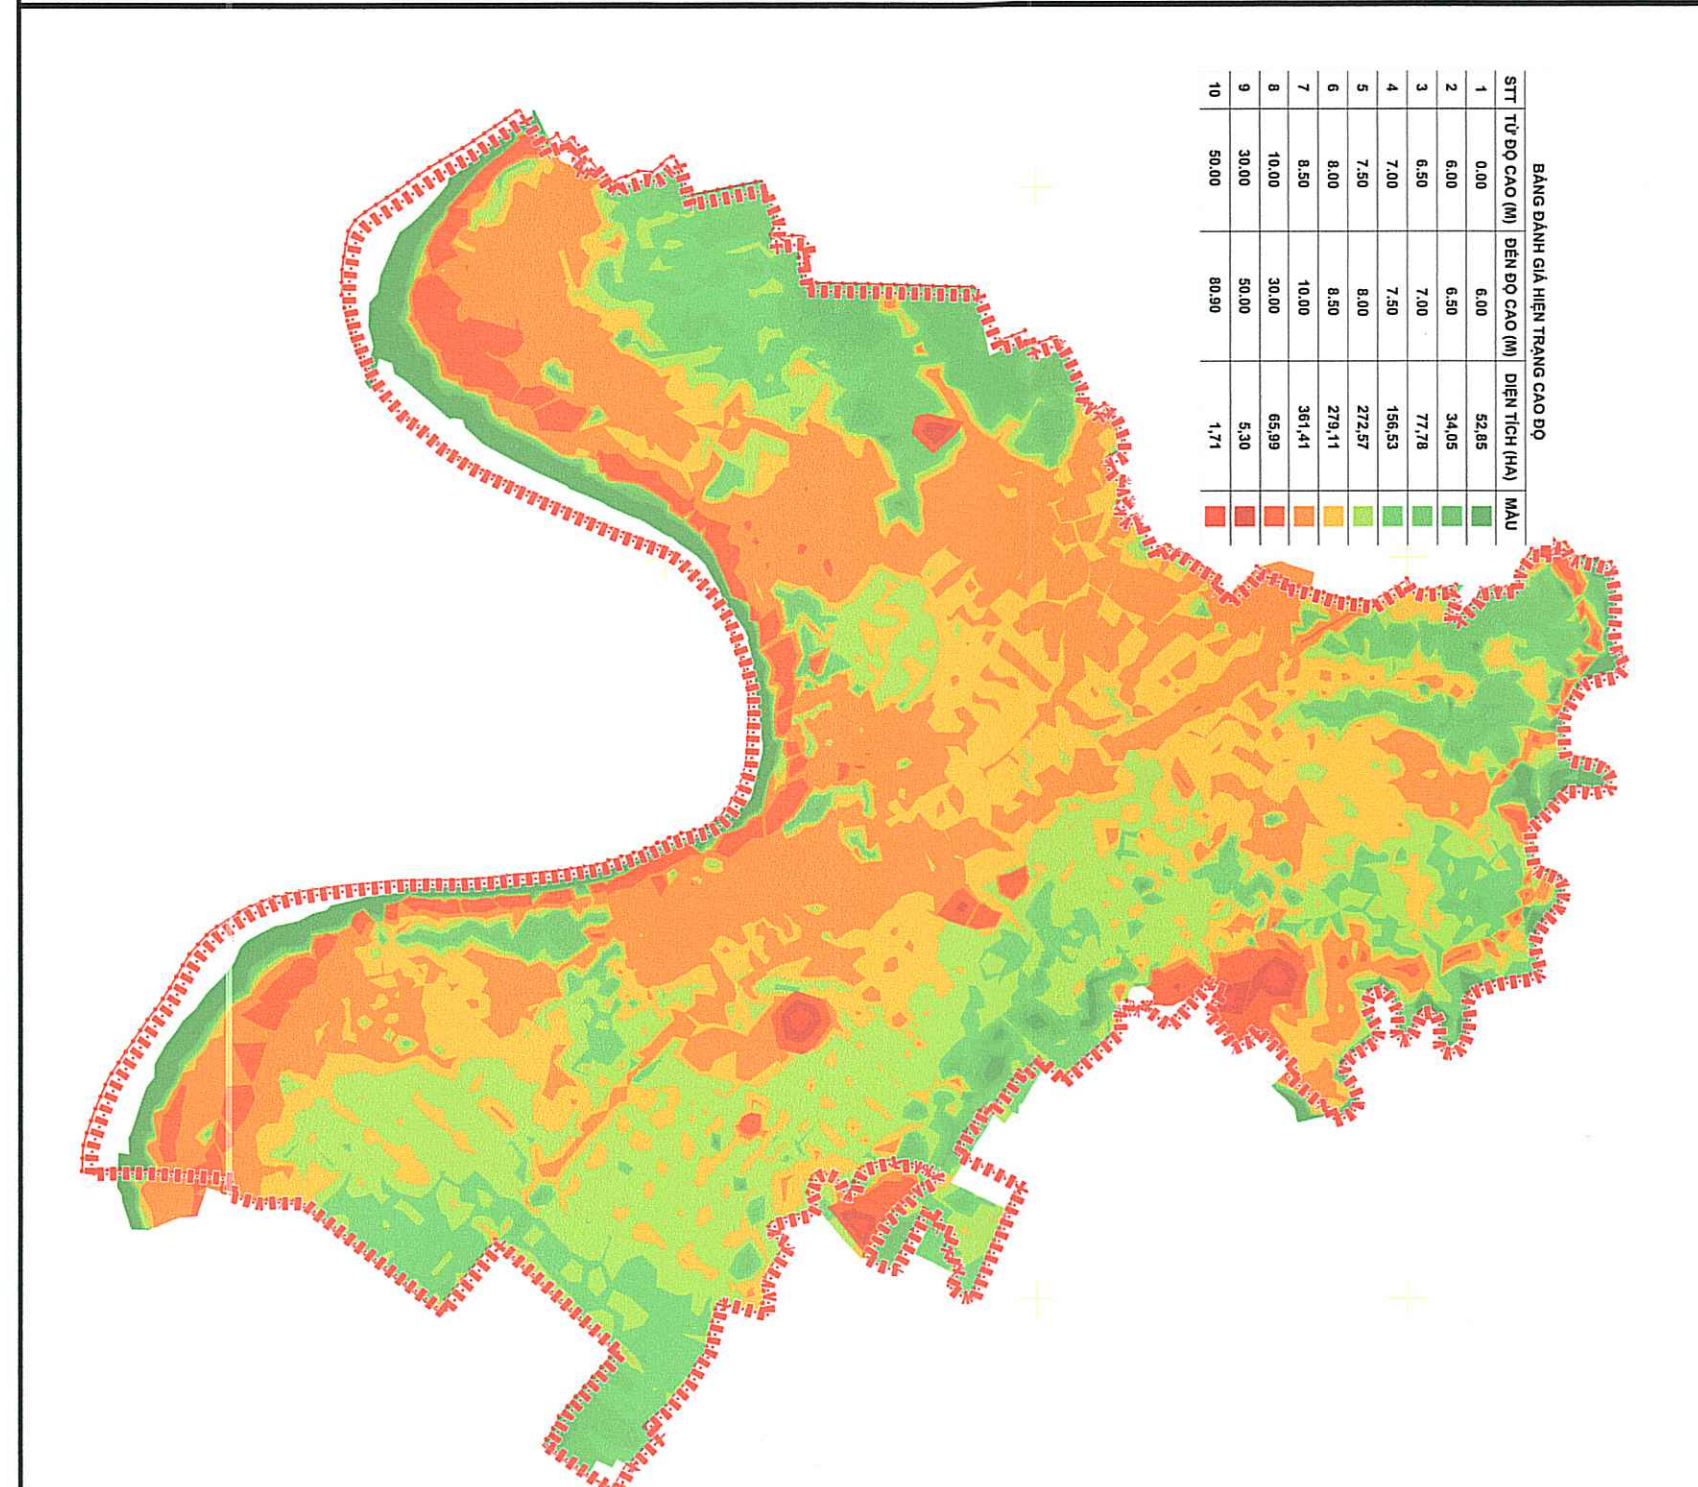 BẢNG ĐÁNH GIÁ HIỆN TRẠNG CAO ĐỘ
STT TỪ ĐỘ CAO (M) ĐẾN ĐỘ CAO (M) DIỆN TÍCH (HA) MÀU
1 0.00 6.00 52,85
2 6.00 6.50 34,05
3 6.50 7.00 77,78
4 7.00 7.50 156,53
5 7.50 8.00 272,57
6 8.00 8.50 279,11
7 8.50 10.00 361,41
8 10.00 30.00 65,99
9 30.00 50.00 5,30
10 50.00 80.90 1,71